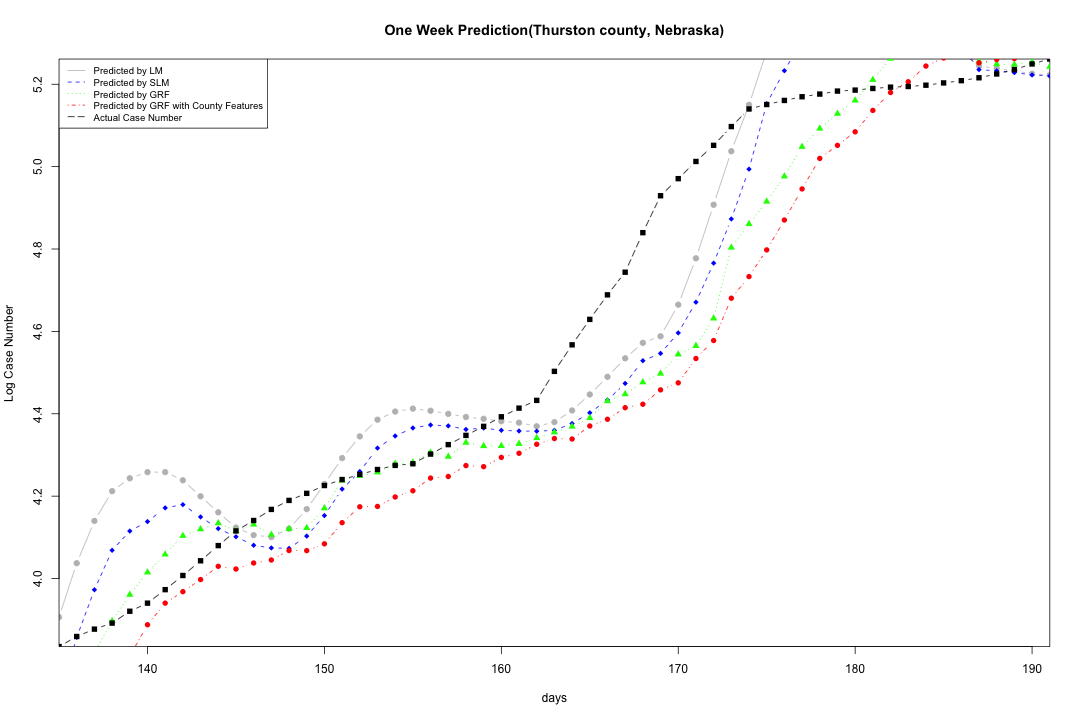 One Week Prediction(Thurston county, Nebraska)
Predicted by LM
Predicted by SLM
Predicted by GRF
Predicted by GRF with County Features
Actual Case Number
5.2
5.0
4.8
4.6
4.4
4.2
4.0
Log Case Number
140 150 160 170 180 190
days